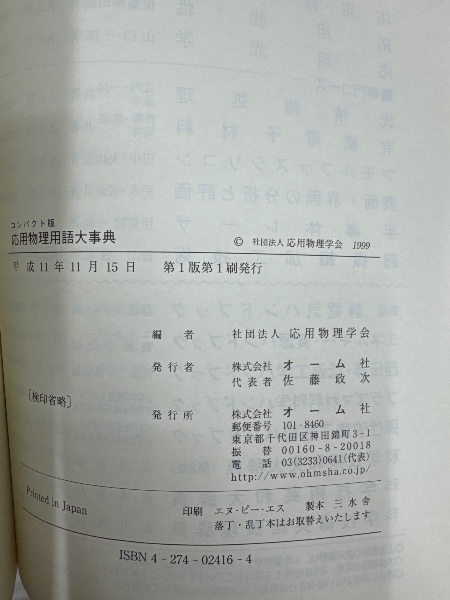 コンパクト版
応用物理用語大事典
© 社団法人 応用物理学会 1999
平成11年11月15日 第1版第1刷発行
編者 社団法人 応用物理学会
発行者 株式会社 オーム社
代表者 佐藤政次
〔検印省略〕
発行所 株式会社 オーム社
郵便番号 101-8460
東京都千代田区神田錦町3-1
振替 00160-8-20018
電話 03(3233)0641(代表)
http://www.ohmsha.co.jp/
Printed in Japan
印刷 エヌ・ピー・エス 製本 三水舎
落丁・乱丁本はお取替えいたします
ISBN 4-274-02416-4